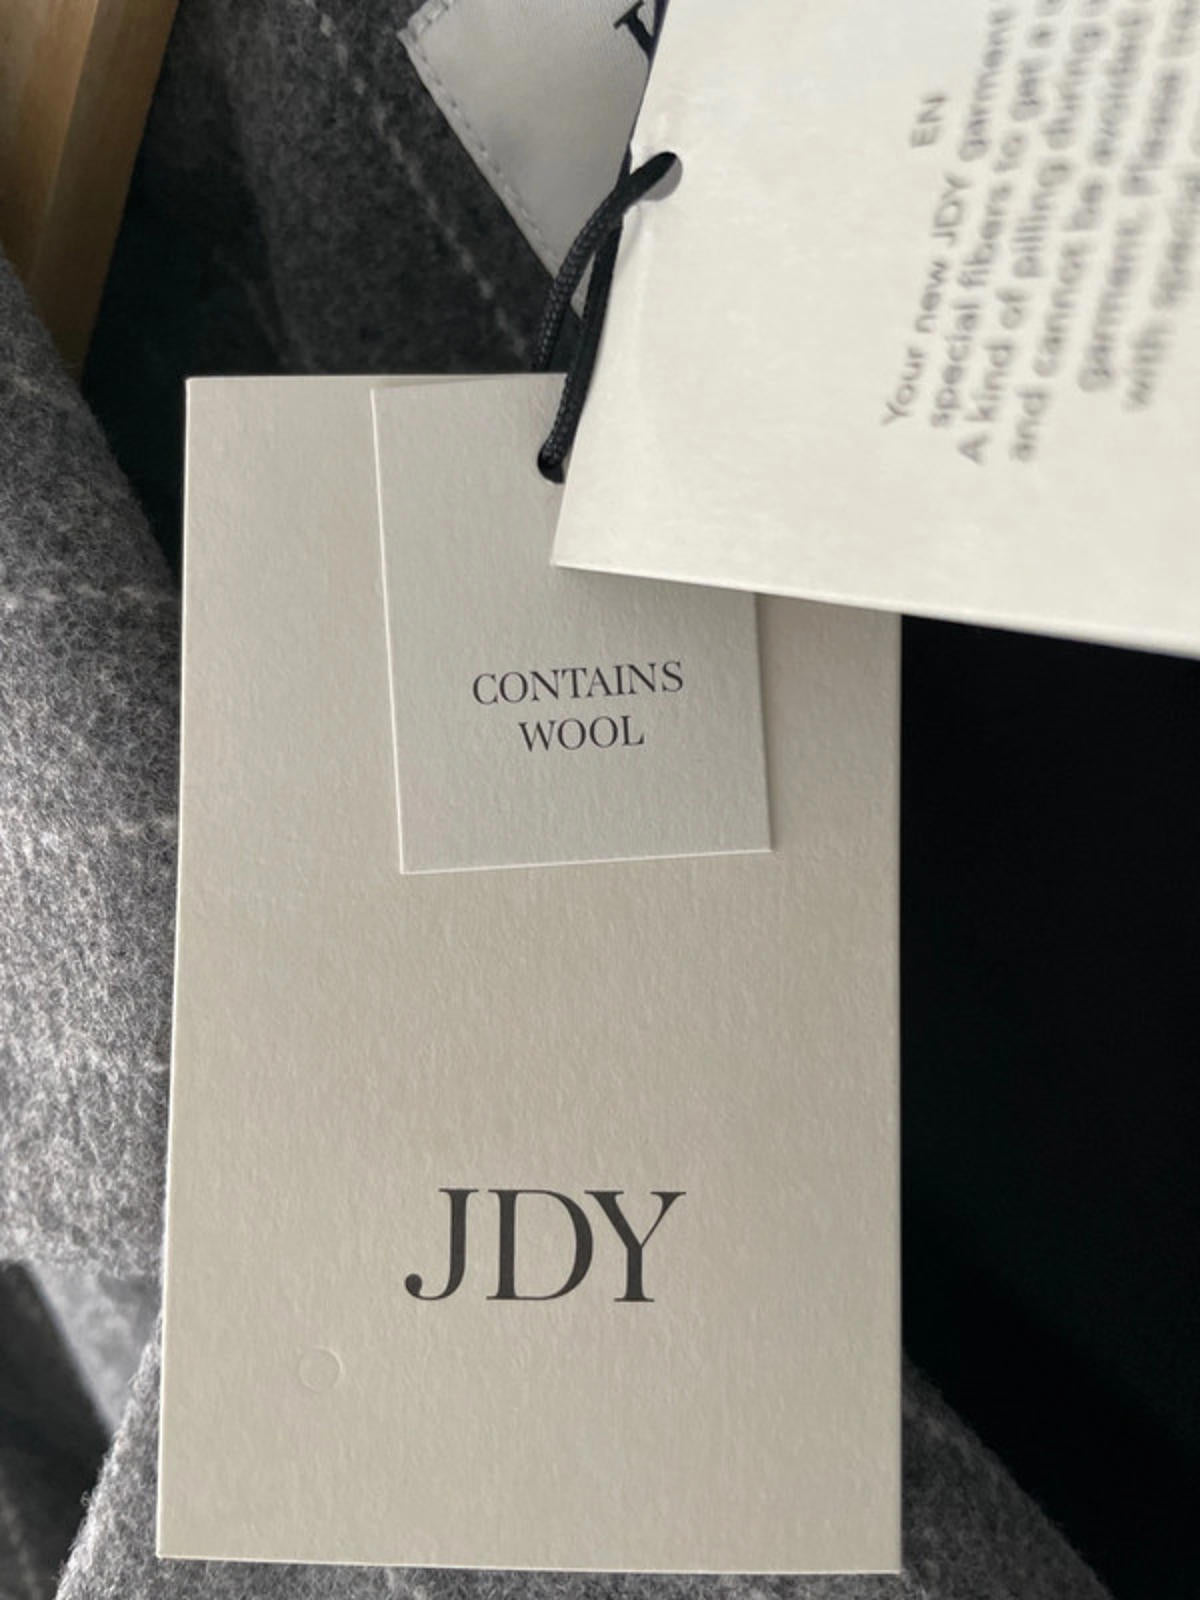 CONTAINS
WOOL
JDY
EN
Your new JDY garment
special fibers to get a
A kind of pilling during
and cannot be avoided
garment. Please
with special